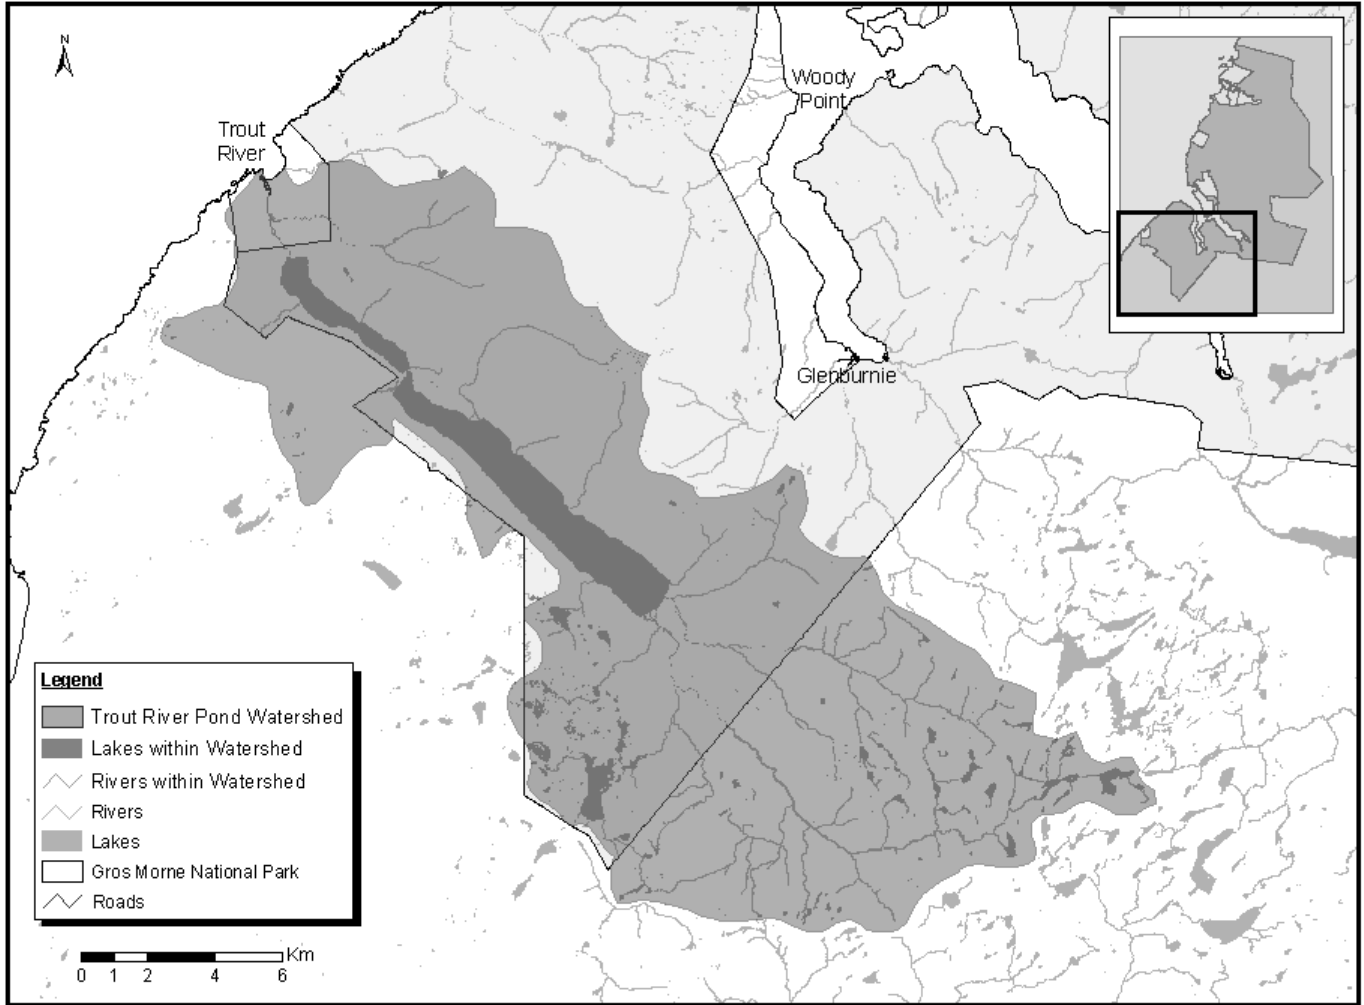 N
Woody
Point
Trout
River
Glenburnie
Legend
Trout River Pond Watershed
Lakes within Watershed
Rivers within Watershed
Rivers
Lakes
Gros Morne National Park
Roads
Km
0 1 2 4 6